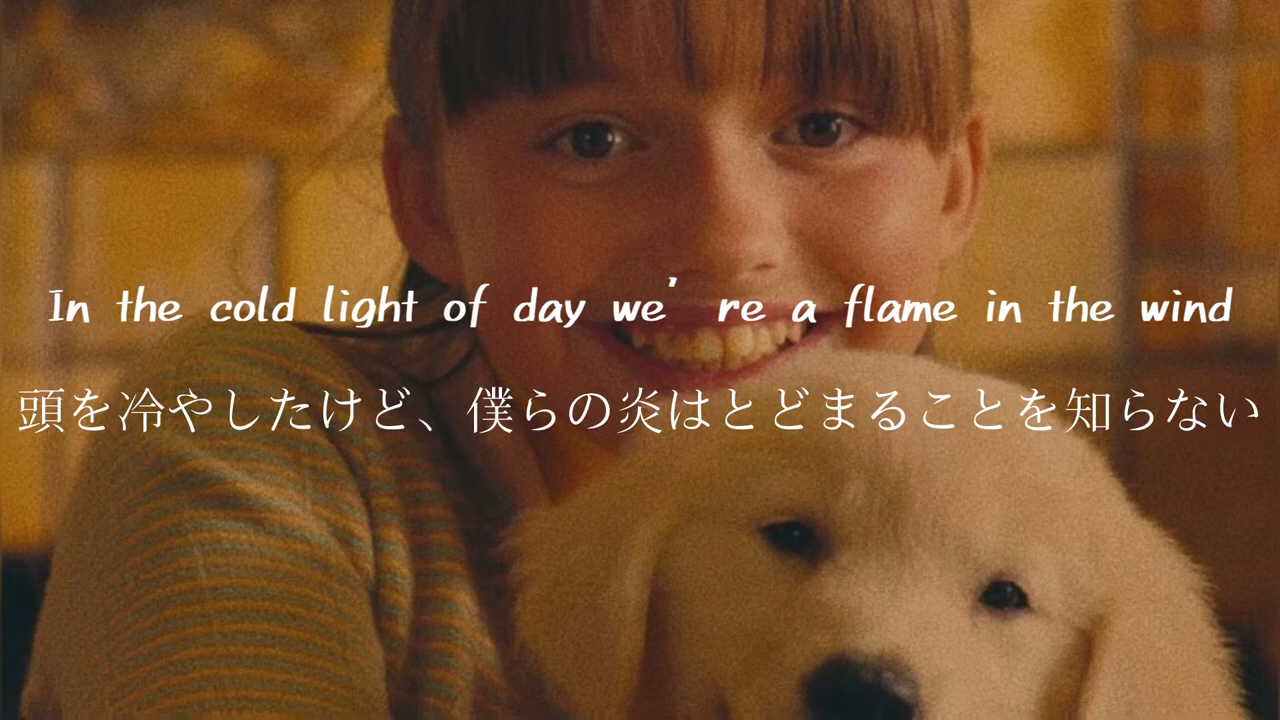 In the cold light of day we're a flame in the wind
頭を冷やしたけど、僕らの炎はとどまることを知らない